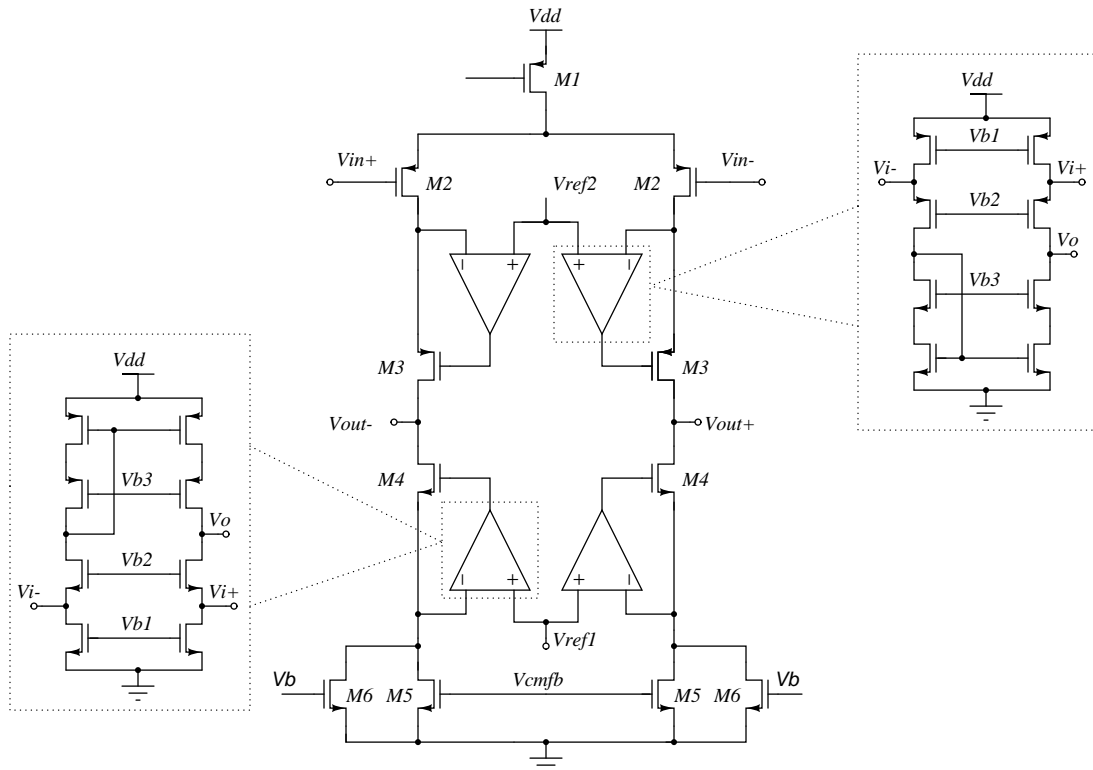 Vdd
M1
Vdd
Vb1
Vin+
Vin-
M2
Vref2
M2
Vi-
Vi+
Vb2
Vo
- + + -
Vb3
Vdd
M3
M3
Vout-
Vout+
M4
M4
Vb3
Vo
Vb2
- + + -
Vi-
Vi+
Vb1
Vref1
Vb
Vcmfb
Vb
M6
M5
M5
M6